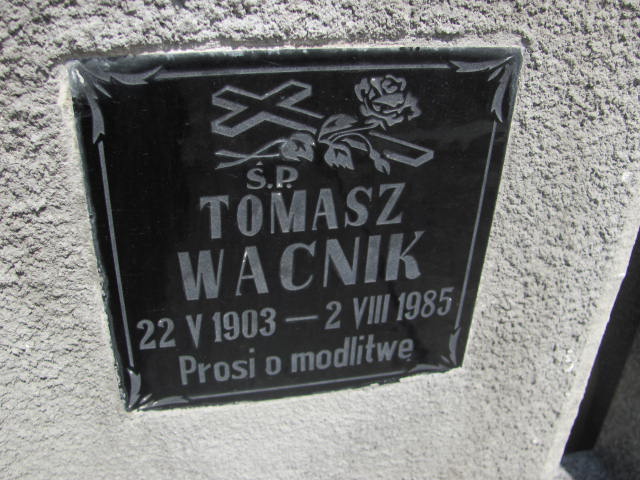 Ś.P.
TOMASZ
WACNIK
22 V 1903 — 2 VIII 1985
Prosi o modlitwę